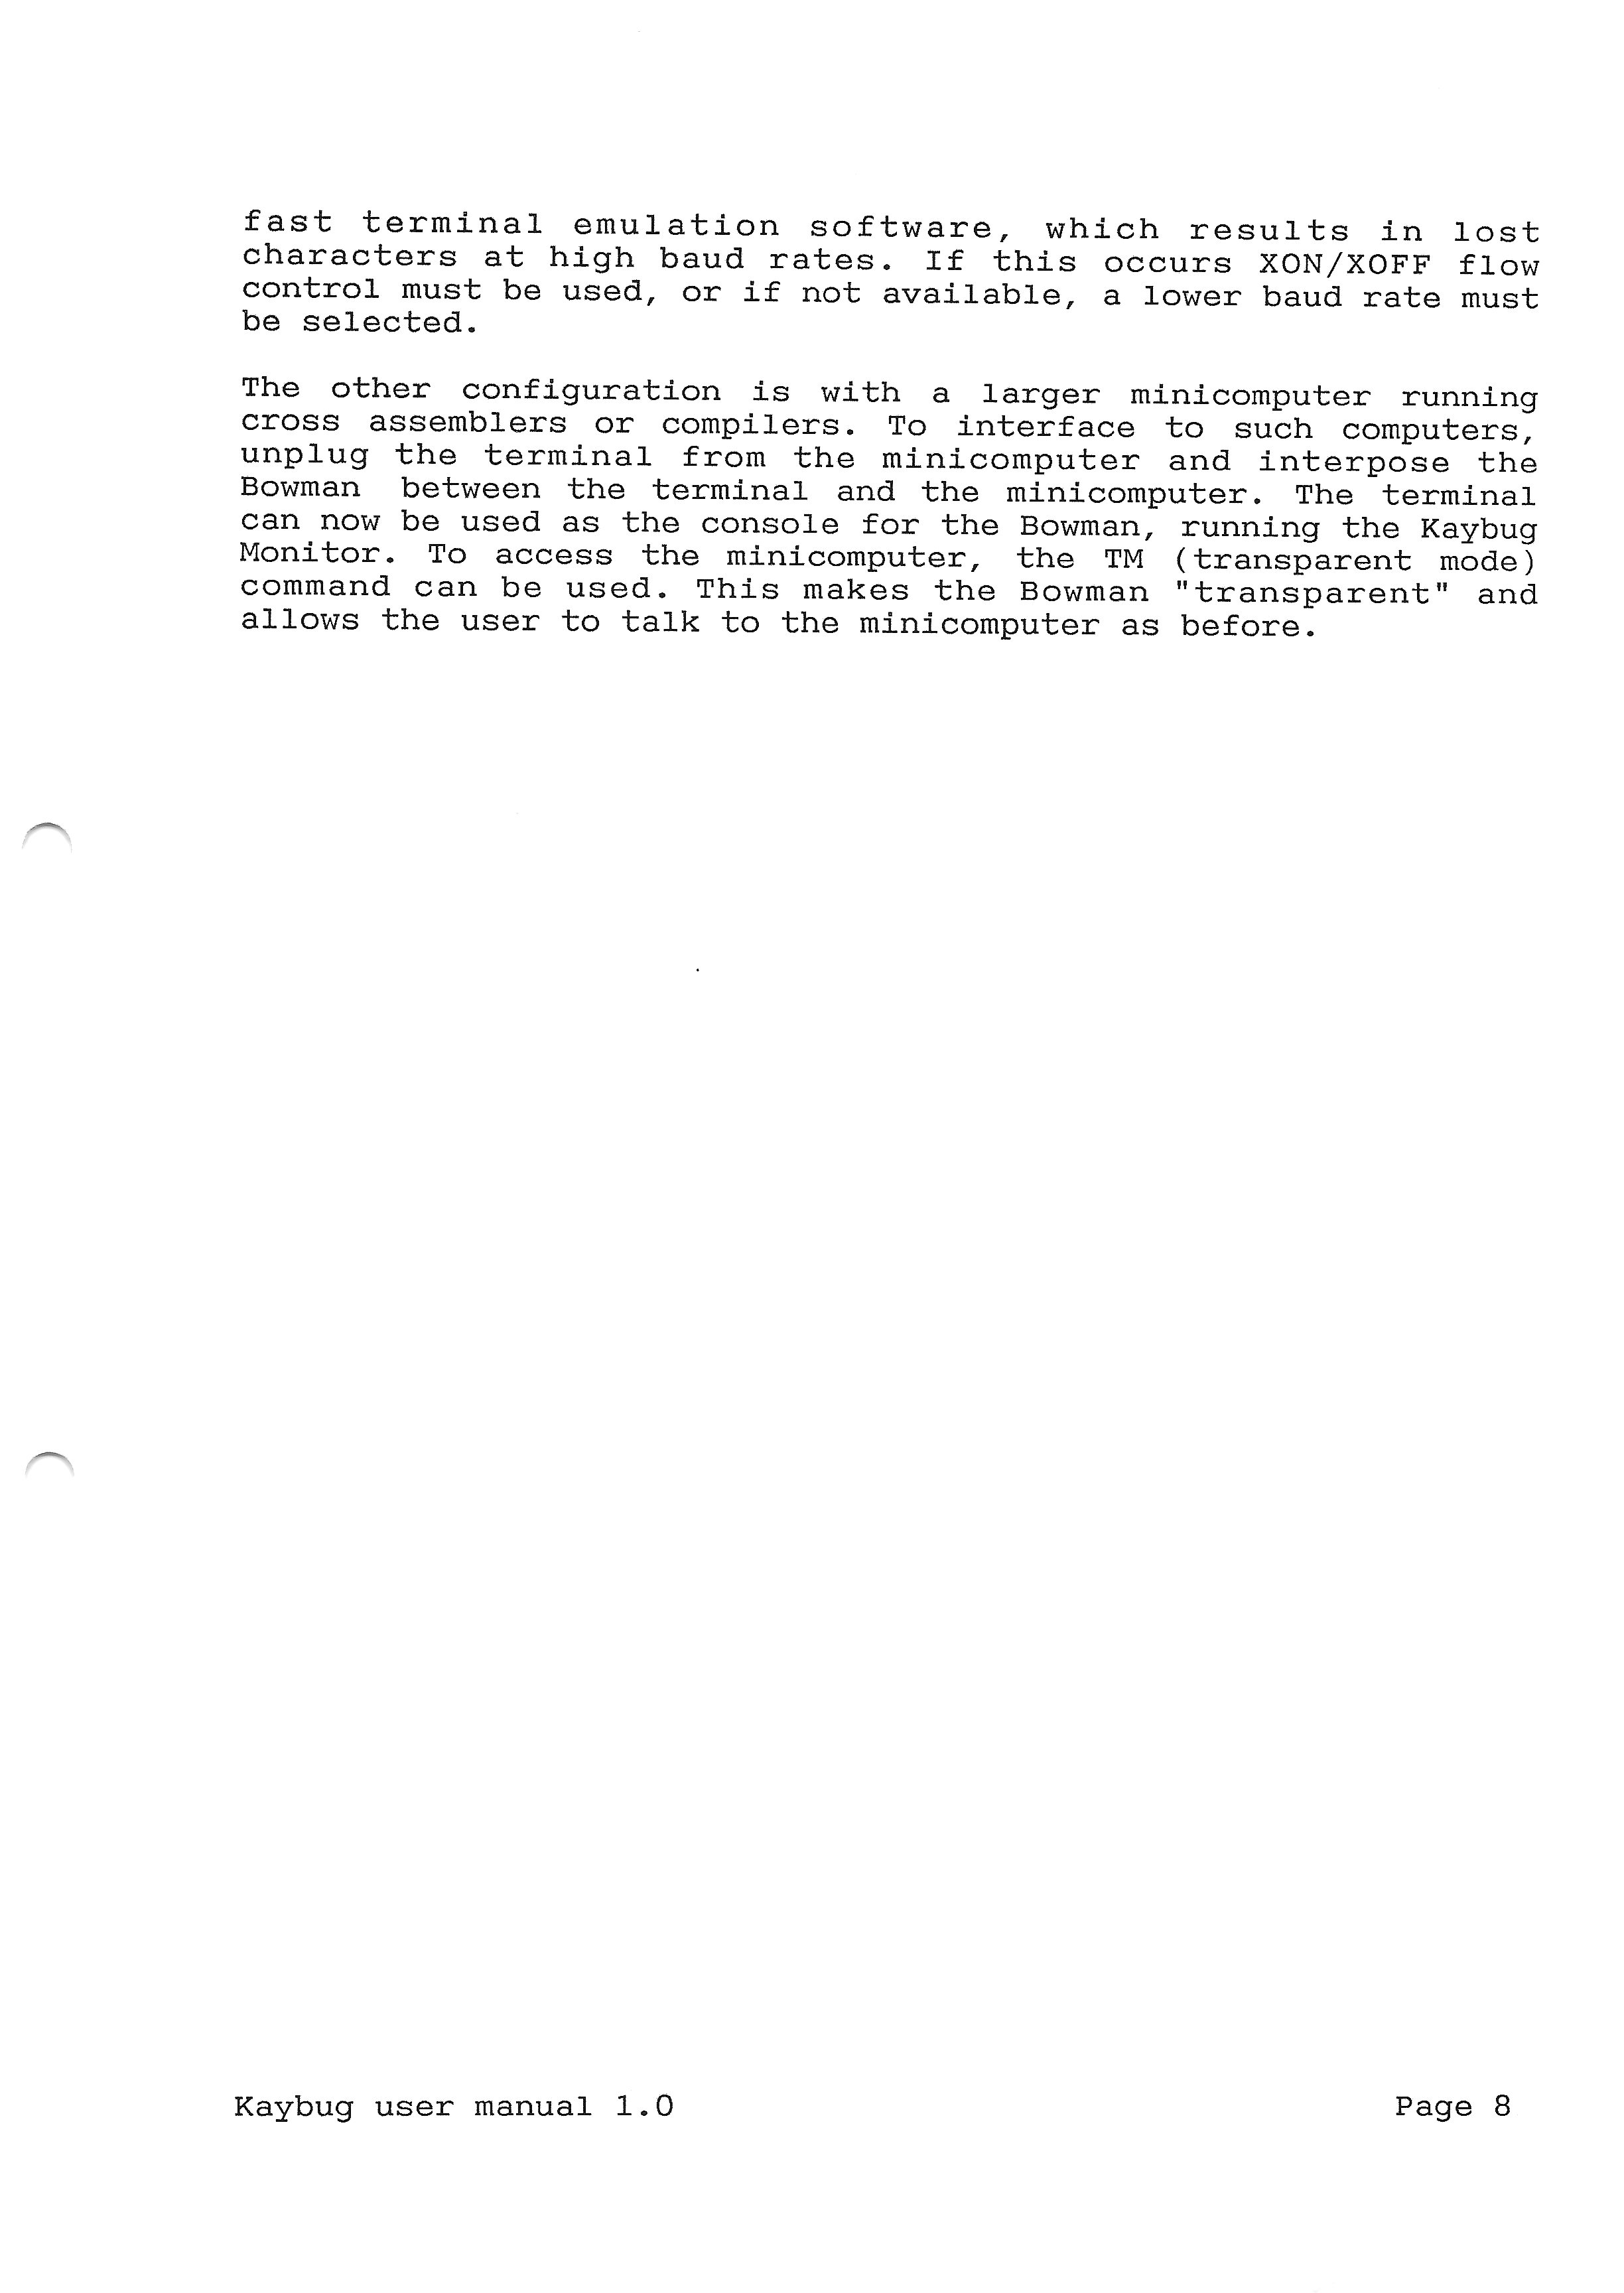 fast terminal emulation software, which results in lost
characters at high baud rates. If this occurs XON/XOFF flow
control must be used, or if not available, a lower baud rate must
be selected.
The other configuration is with a larger minicomputer running
cross assemblers or compilers. To interface to such computers,
unplug the terminal from the minicomputer and interpose the
Bowman between the terminal and the minicomputer. The terminal
can now be used as the console for the Bowman, running the Kaybug
Monitor. To access the minicomputer, the TM (transparent mode)
command can be used. This makes the Bowman "transparent" and
allows the user to talk to the minicomputer as before.
Kaybug user manual 1.0 Page 8